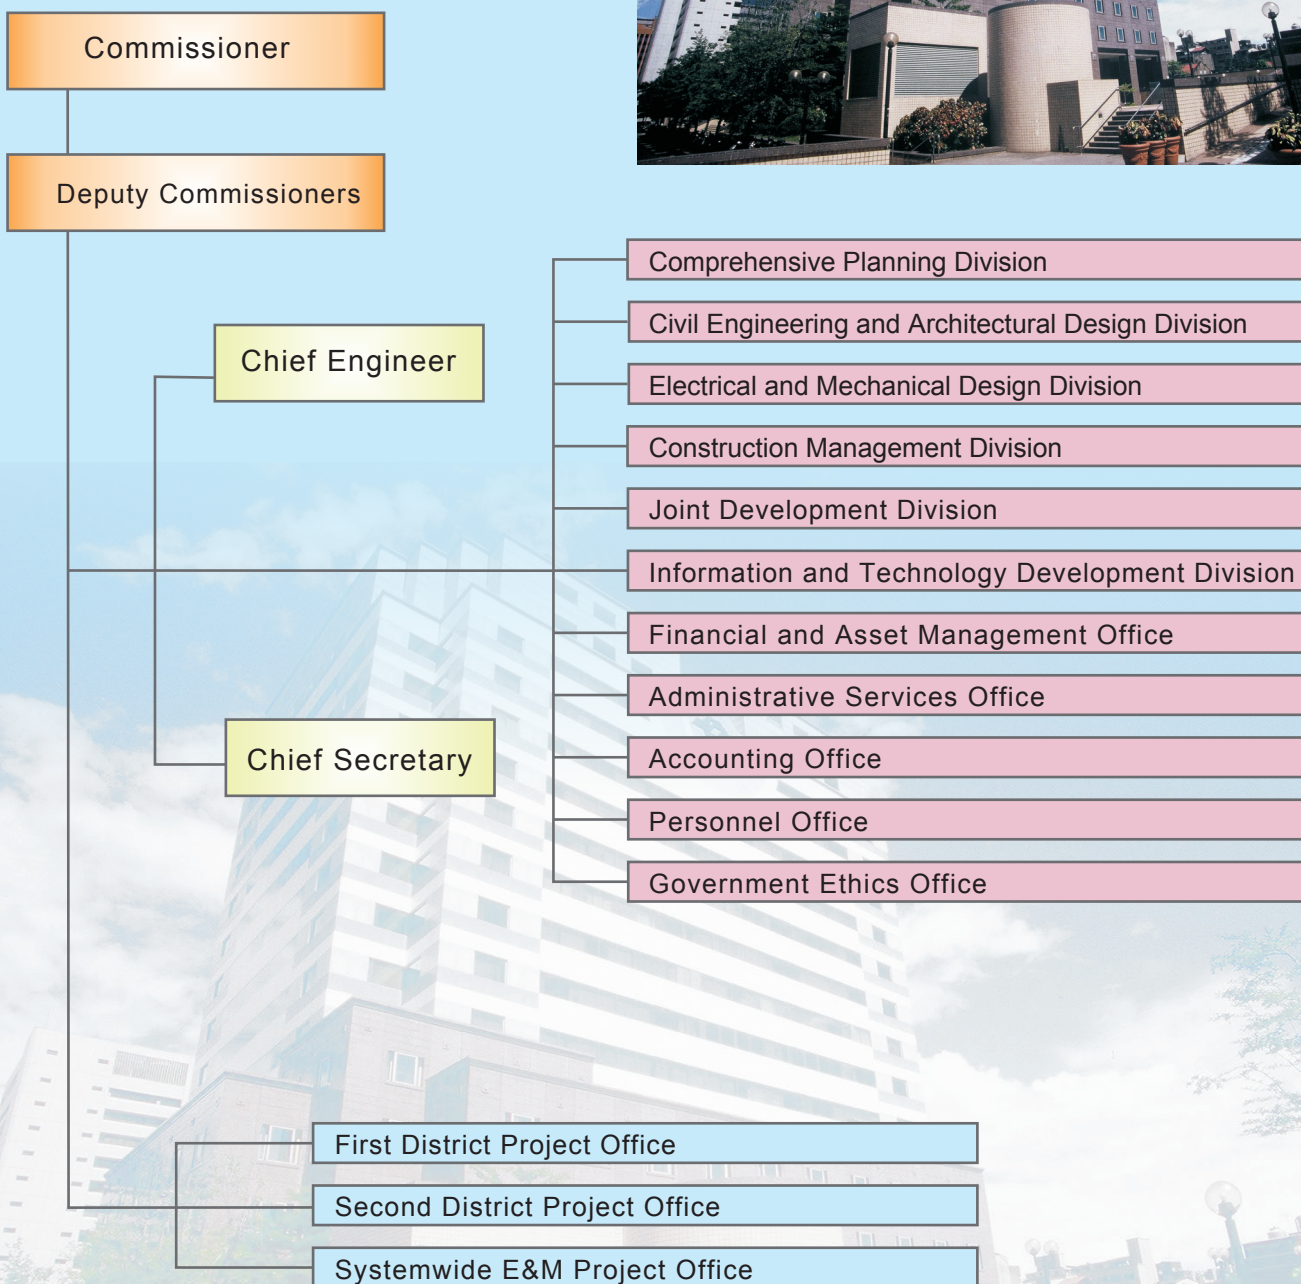 Commissioner
Deputy Commissioners
Chief Engineer
Chief Secretary
Comprehensive Planning Division
Civil Engineering and Architectural Design Division
Electrical and Mechanical Design Division
Construction Management Division
Joint Development Division
Information and Technology Development Division
Financial and Asset Management Office
Administrative Services Office
Accounting Office
Personnel Office
Government Ethics Office
First District Project Office
Second District Project Office
Systemwide E&M Project Office